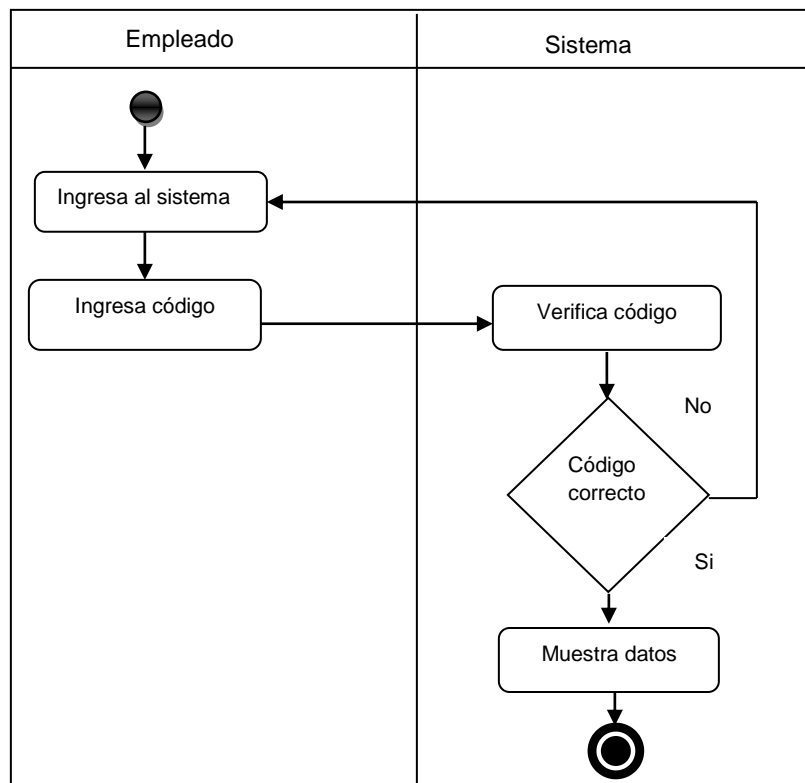 Empleado
Sistema
Ingresa al sistema
Ingresa código
Verifica código
No
Código
correcto
Si
Muestra datos